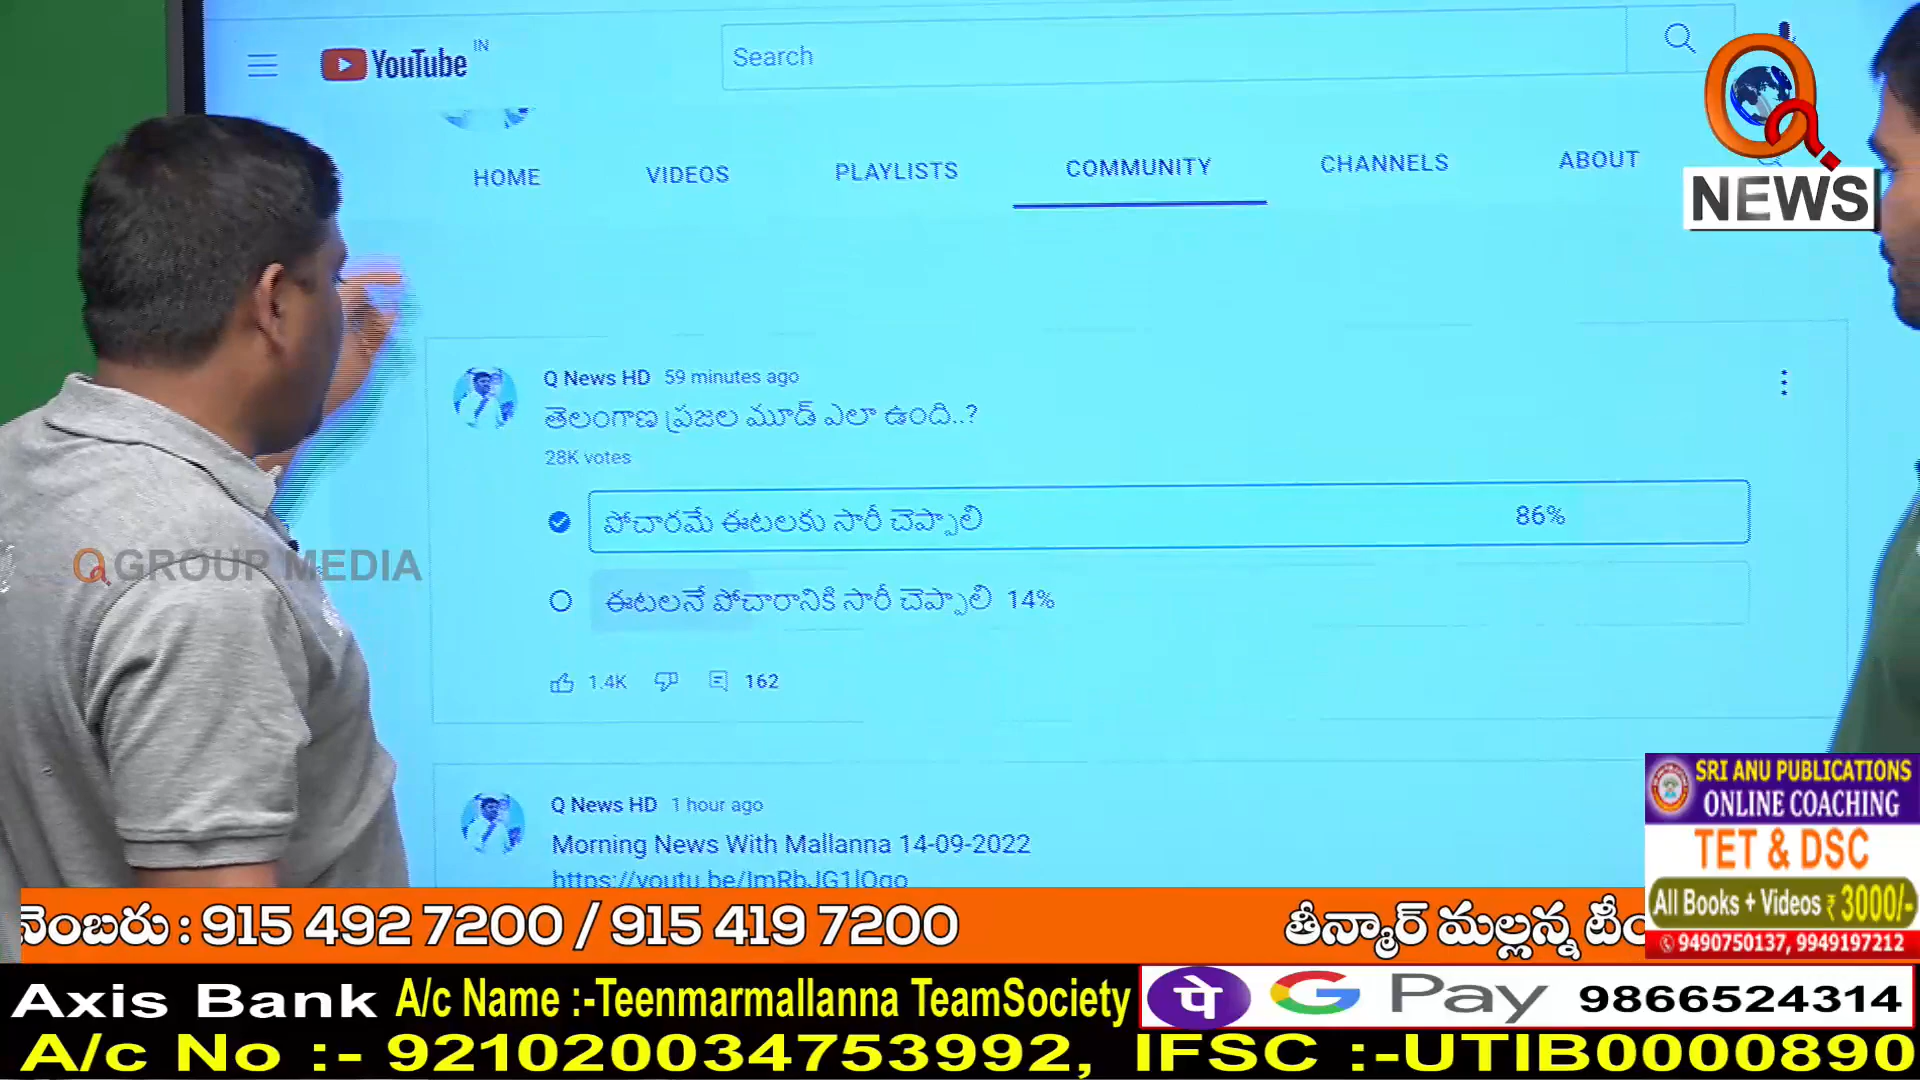 YouTube IN
Search
HOME VIDEOS PLAYLISTS COMMUNITY CHANNELS ABOUT
Q NEWS
Q News HD 59 minutes ago
తెలంగాణ ప్రజల మూడ్ ఎలా ఉంది..?
28K votes
పోచారమే ఈటలకు సారీ చెప్పాలి 86%
ఈటలనే పోచారానికి సారీ చెప్పాలి 14%
Q GROUP MEDIA
1.4K 162
Q News HD 1 hour ago
Morning News With Mallanna 14-09-2022
SRI ANU PUBLICATIONS
ONLINE COACHING
TET & DSC
All Books + Videos ₹ 3000/-
9490750137, 9949197212
నెంబరు : 915 492 7200 / 915 419 7200 తీన్మార్ మల్లన్న
Axis Bank A/c Name :-Teenmarmallanna TeamSociety
पे G Pay 9866524314
A/c No :- 921020034753992, IFSC :-UTIB0000890